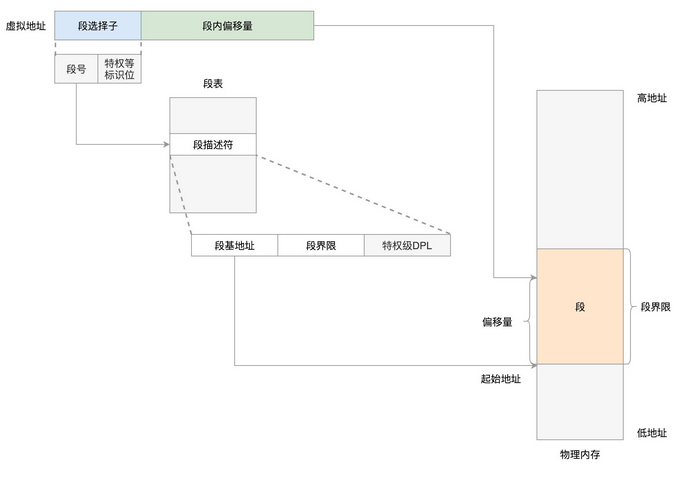 虚拟地址
段选择子
段内偏移量
段号
特权等
标识位
段表
段描述符
段基地址
段界限
特权级DPL
高地址
段
段界限
偏移量
起始地址
低地址
物理内存